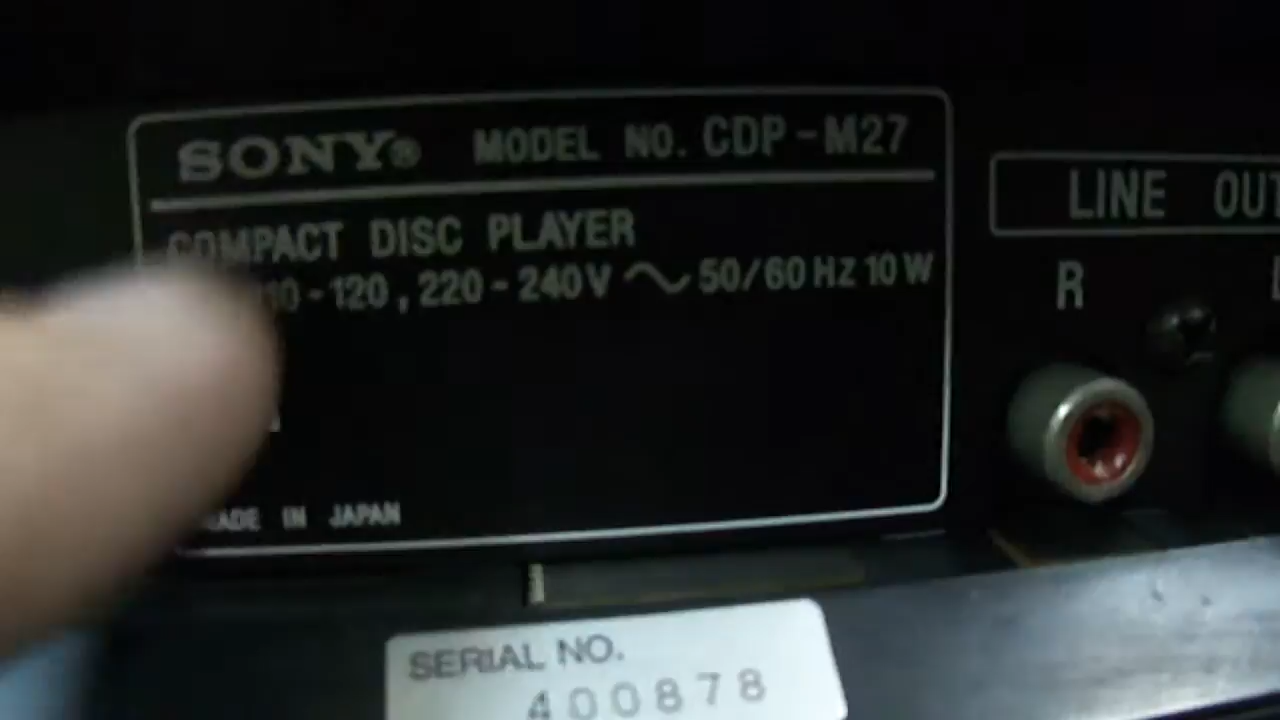 SONY® MODEL NO. CDP-M27
COMPACT DISC PLAYER
-120, 220-240V ~ 50/60 HZ 10 W
MADE IN JAPAN
LINE OUT
R
SERIAL NO.
400878